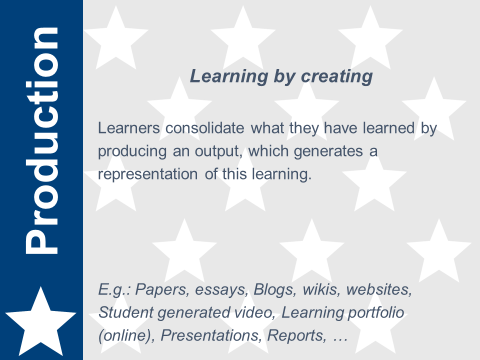 Production
Learning by creating
Learners consolidate what they have learned by
producing an output, which generates a
representation of this learning.
E.g.: Papers, essays, Blogs, wikis, websites,
Student generated video, Learning portfolio
(online), Presentations, Reports, …